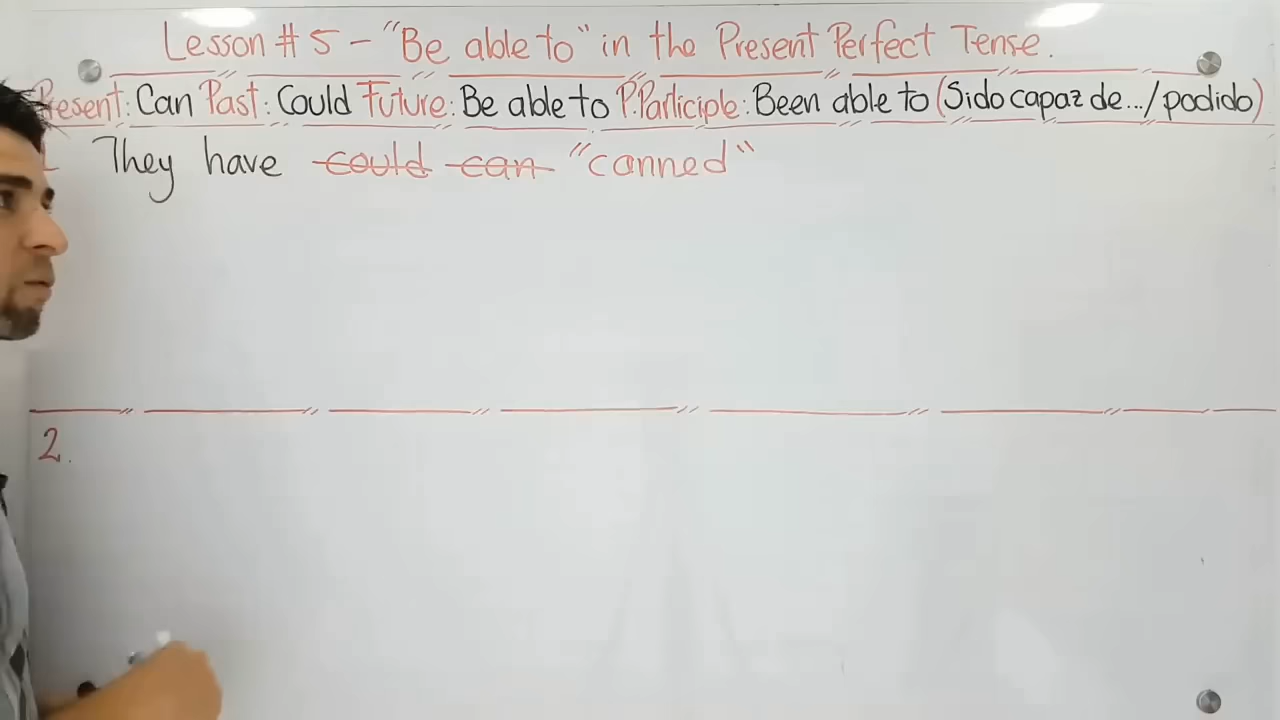 Lesson # 5 - "Be able to" in the Present Perfect Tense.
Present: Can Past: Could Future: Be able to P.Participle: Been able to (Sido capaz de.../podido)
They have could can "canned"
2.